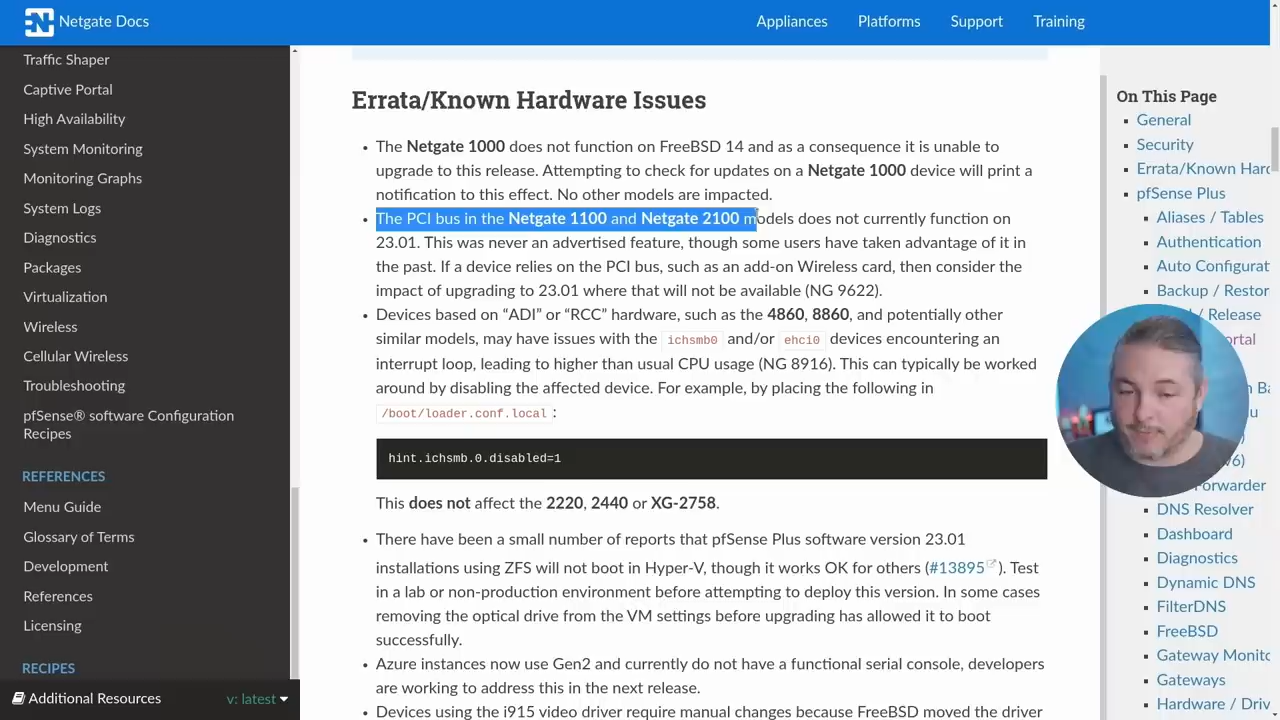 Netgate Docs
Appliances
Platforms
Support
Training
Traffic Shaper
Captive Portal
High Availability
System Monitoring
Monitoring Graphs
System Logs
Diagnostics
Packages
Virtualization
Wireless
Cellular Wireless
Troubleshooting
pfSense® software Configuration
Recipes
REFERENCES
Menu Guide
Glossary of Terms
Development
References
Licensing
RECIPES
Additional Resources
v: latest
Errata/Known Hardware Issues
• The Netgate 1000 does not function on FreeBSD 14 and as a consequence it is unable to
upgrade to this release. Attempting to check for updates on a Netgate 1000 device will print a
notification to this effect. No other models are impacted.
• The PCI bus in the Netgate 1100 and Netgate 2100 models does not currently function on
23.01. This was never an advertised feature, though some users have taken advantage of it in
the past. If a device relies on the PCI bus, such as an add-on Wireless card, then consider the
impact of upgrading to 23.01 where that will not be available (NG 9622).
• Devices based on “ADI” or “RCC” hardware, such as the 4860, 8860, and potentially other
similar models, may have issues with the ichsmb0 and/or ehci0 devices encountering an
interrupt loop, leading to higher than usual CPU usage (NG 8916). This can typically be worked
around by disabling the affected device. For example, by placing the following in
/boot/loader.conf.local :
hint.ichsmb.0.disabled=1
This does not affect the 2220, 2440 or XG-2758.
• There have been a small number of reports that pfSense Plus software version 23.01
installations using ZFS will not boot in Hyper-V, though it works OK for others (#13895). Test
in a lab or non-production environment before attempting to deploy this version. In some cases
removing the optical drive from the VM settings before upgrading has allowed it to boot
successfully.
• Azure instances now use Gen2 and currently do not have a functional serial console, developers
are working to address this in the next release.
• Devices using the i915 video driver require manual changes because FreeBSD moved the driver
On This Page
General
Security
Errata/Known Hard
pfSense Plus
Aliases / Tables
Authentication
Auto Configurat
Backup / Restor
/ Release
ortal
Ba
u
v6)
Forwarder
DNS Resolver
Dashboard
Diagnostics
Dynamic DNS
FilterDNS
FreeBSD
Gateway Monito
Gateways
Hardware / Driv